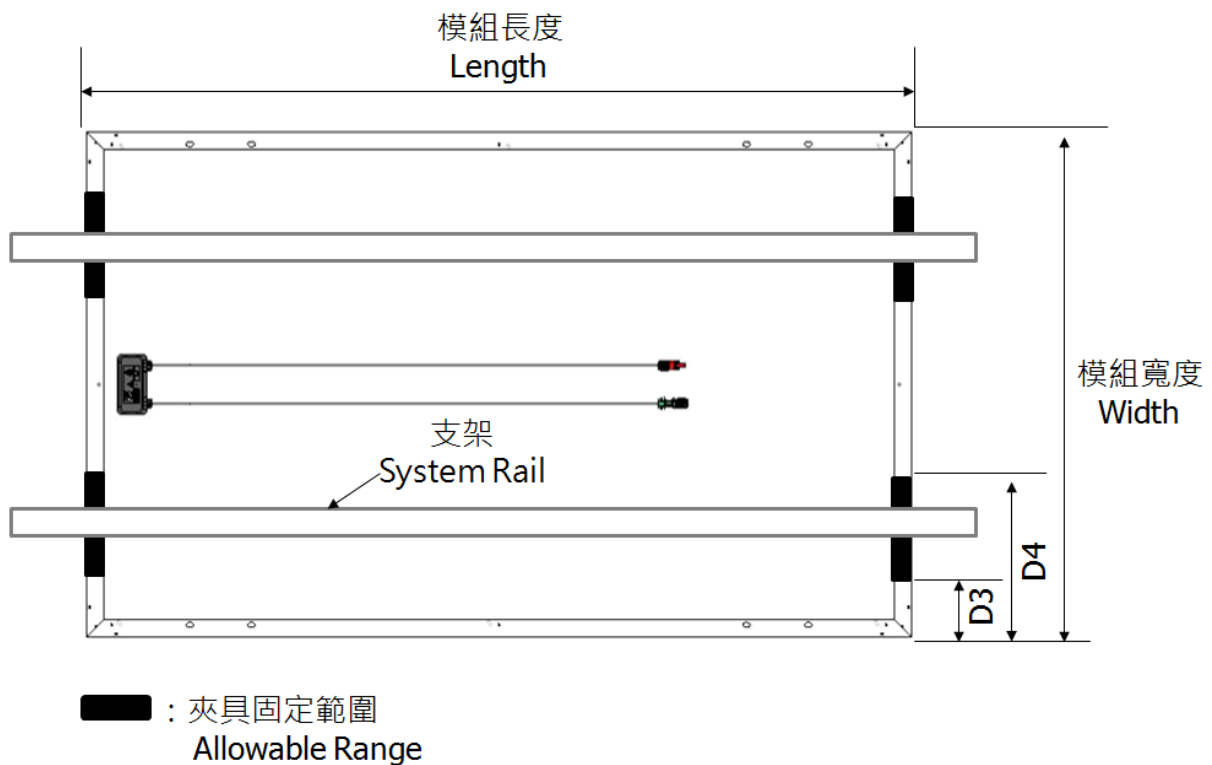 模組長度
Length
模組寬度
Width
支架
System Rail
D4
D3
：夾具固定範圍
Allowable Range